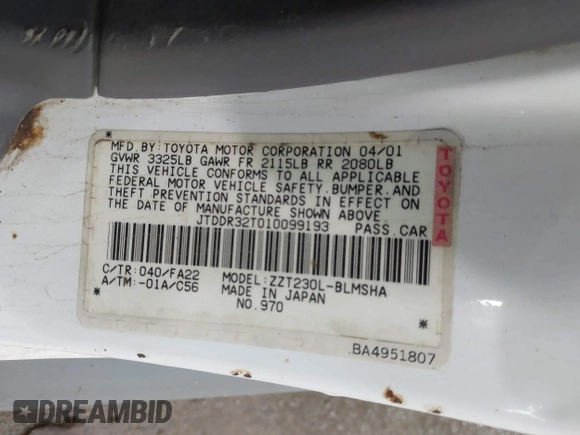 MFD.BY: TOYOTA MOTOR CORPORATION 04/01
GVWR 3325LB GAWR FR 2115LB RR 2080LB
THIS VEHICLE CONFORMS TO ALL APPLICABLE
FEDERAL MOTOR VEHICLE SAFETY.BUMPER.AND
THEFT PREVENTION STANDARDS IN EFFECT ON
THE DATE OF MANUFACTURE SHOWN ABOVE.
JTDDR32T010099193 PASS.CAR
TOYOTA
C/TR: 040/FA22 MODEL: ZZT230L-BLMSHA
A/TM: -01A/C56 MADE IN JAPAN
NO.970
BA4951807
DREAMBID